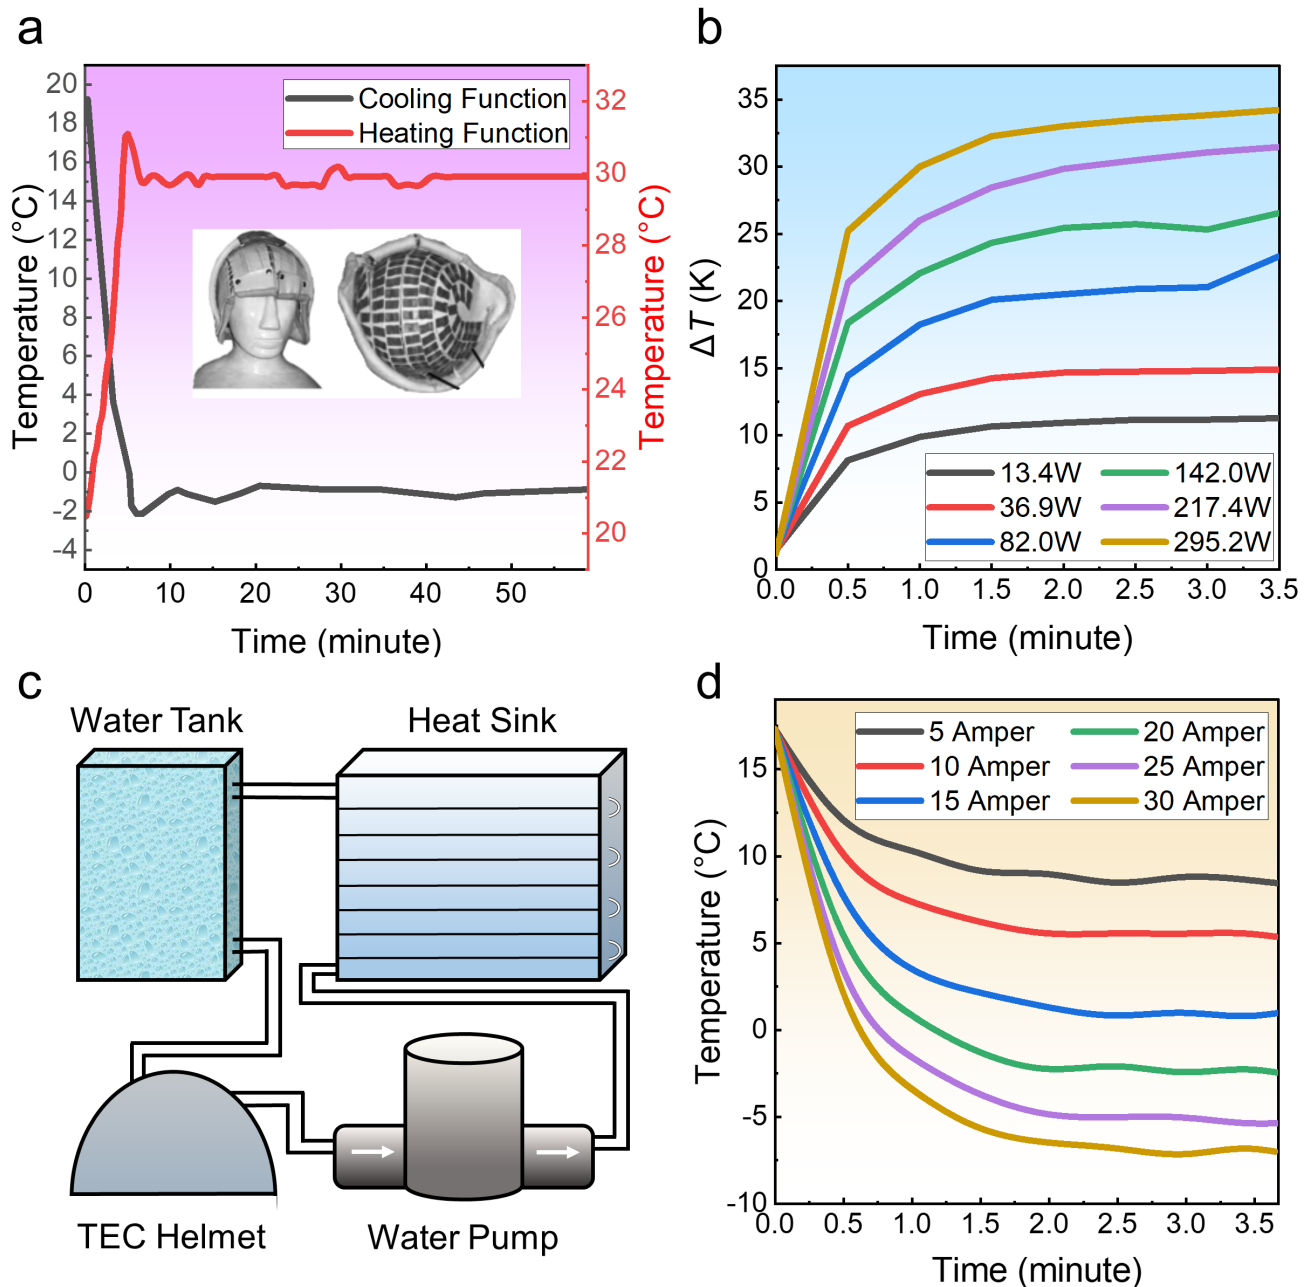 a
Cooling Function
Heating Function
20
18
16
14
12
10
8
6
4
2
0
-2
-4
Temperature (°C)
32
30
28
26
24
22
20
Temperature (°C)
0 10 20 30 40 50
Time (minute)
b
35
30
25
20
15
10
5
0
Δ T (K)
13.4W 142.0W
36.9W 217.4W
82.0W 295.2W
0.0 0.5 1.0 1.5 2.0 2.5 3.0 3.5
Time (minute)
c
Water Tank Heat Sink
TEC Helmet Water Pump
d
5 Amper 20 Amper
10 Amper 25 Amper
15 Amper 30 Amper
15
10
5
0
-5
-10
Temperature (°C)
0.0 0.5 1.0 1.5 2.0 2.5 3.0 3.5
Time (minute)